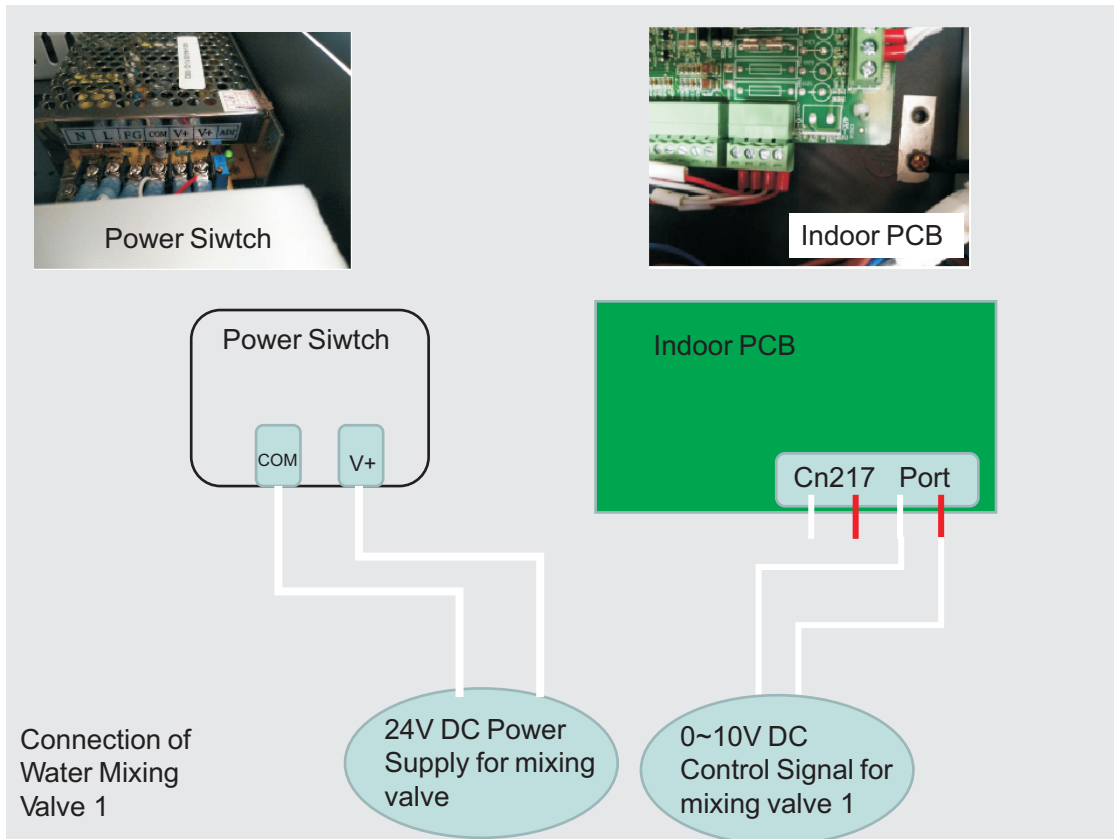 N L FG COM V+ V+ ADJ
Power Siwtch
Indoor PCB
Power Siwtch
COM V+
Indoor PCB
Cn217 Port
Connection of
Water Mixing
Valve 1
24V DC Power
Supply for mixing
valve
0~10V DC
Control Signal for
mixing valve 1